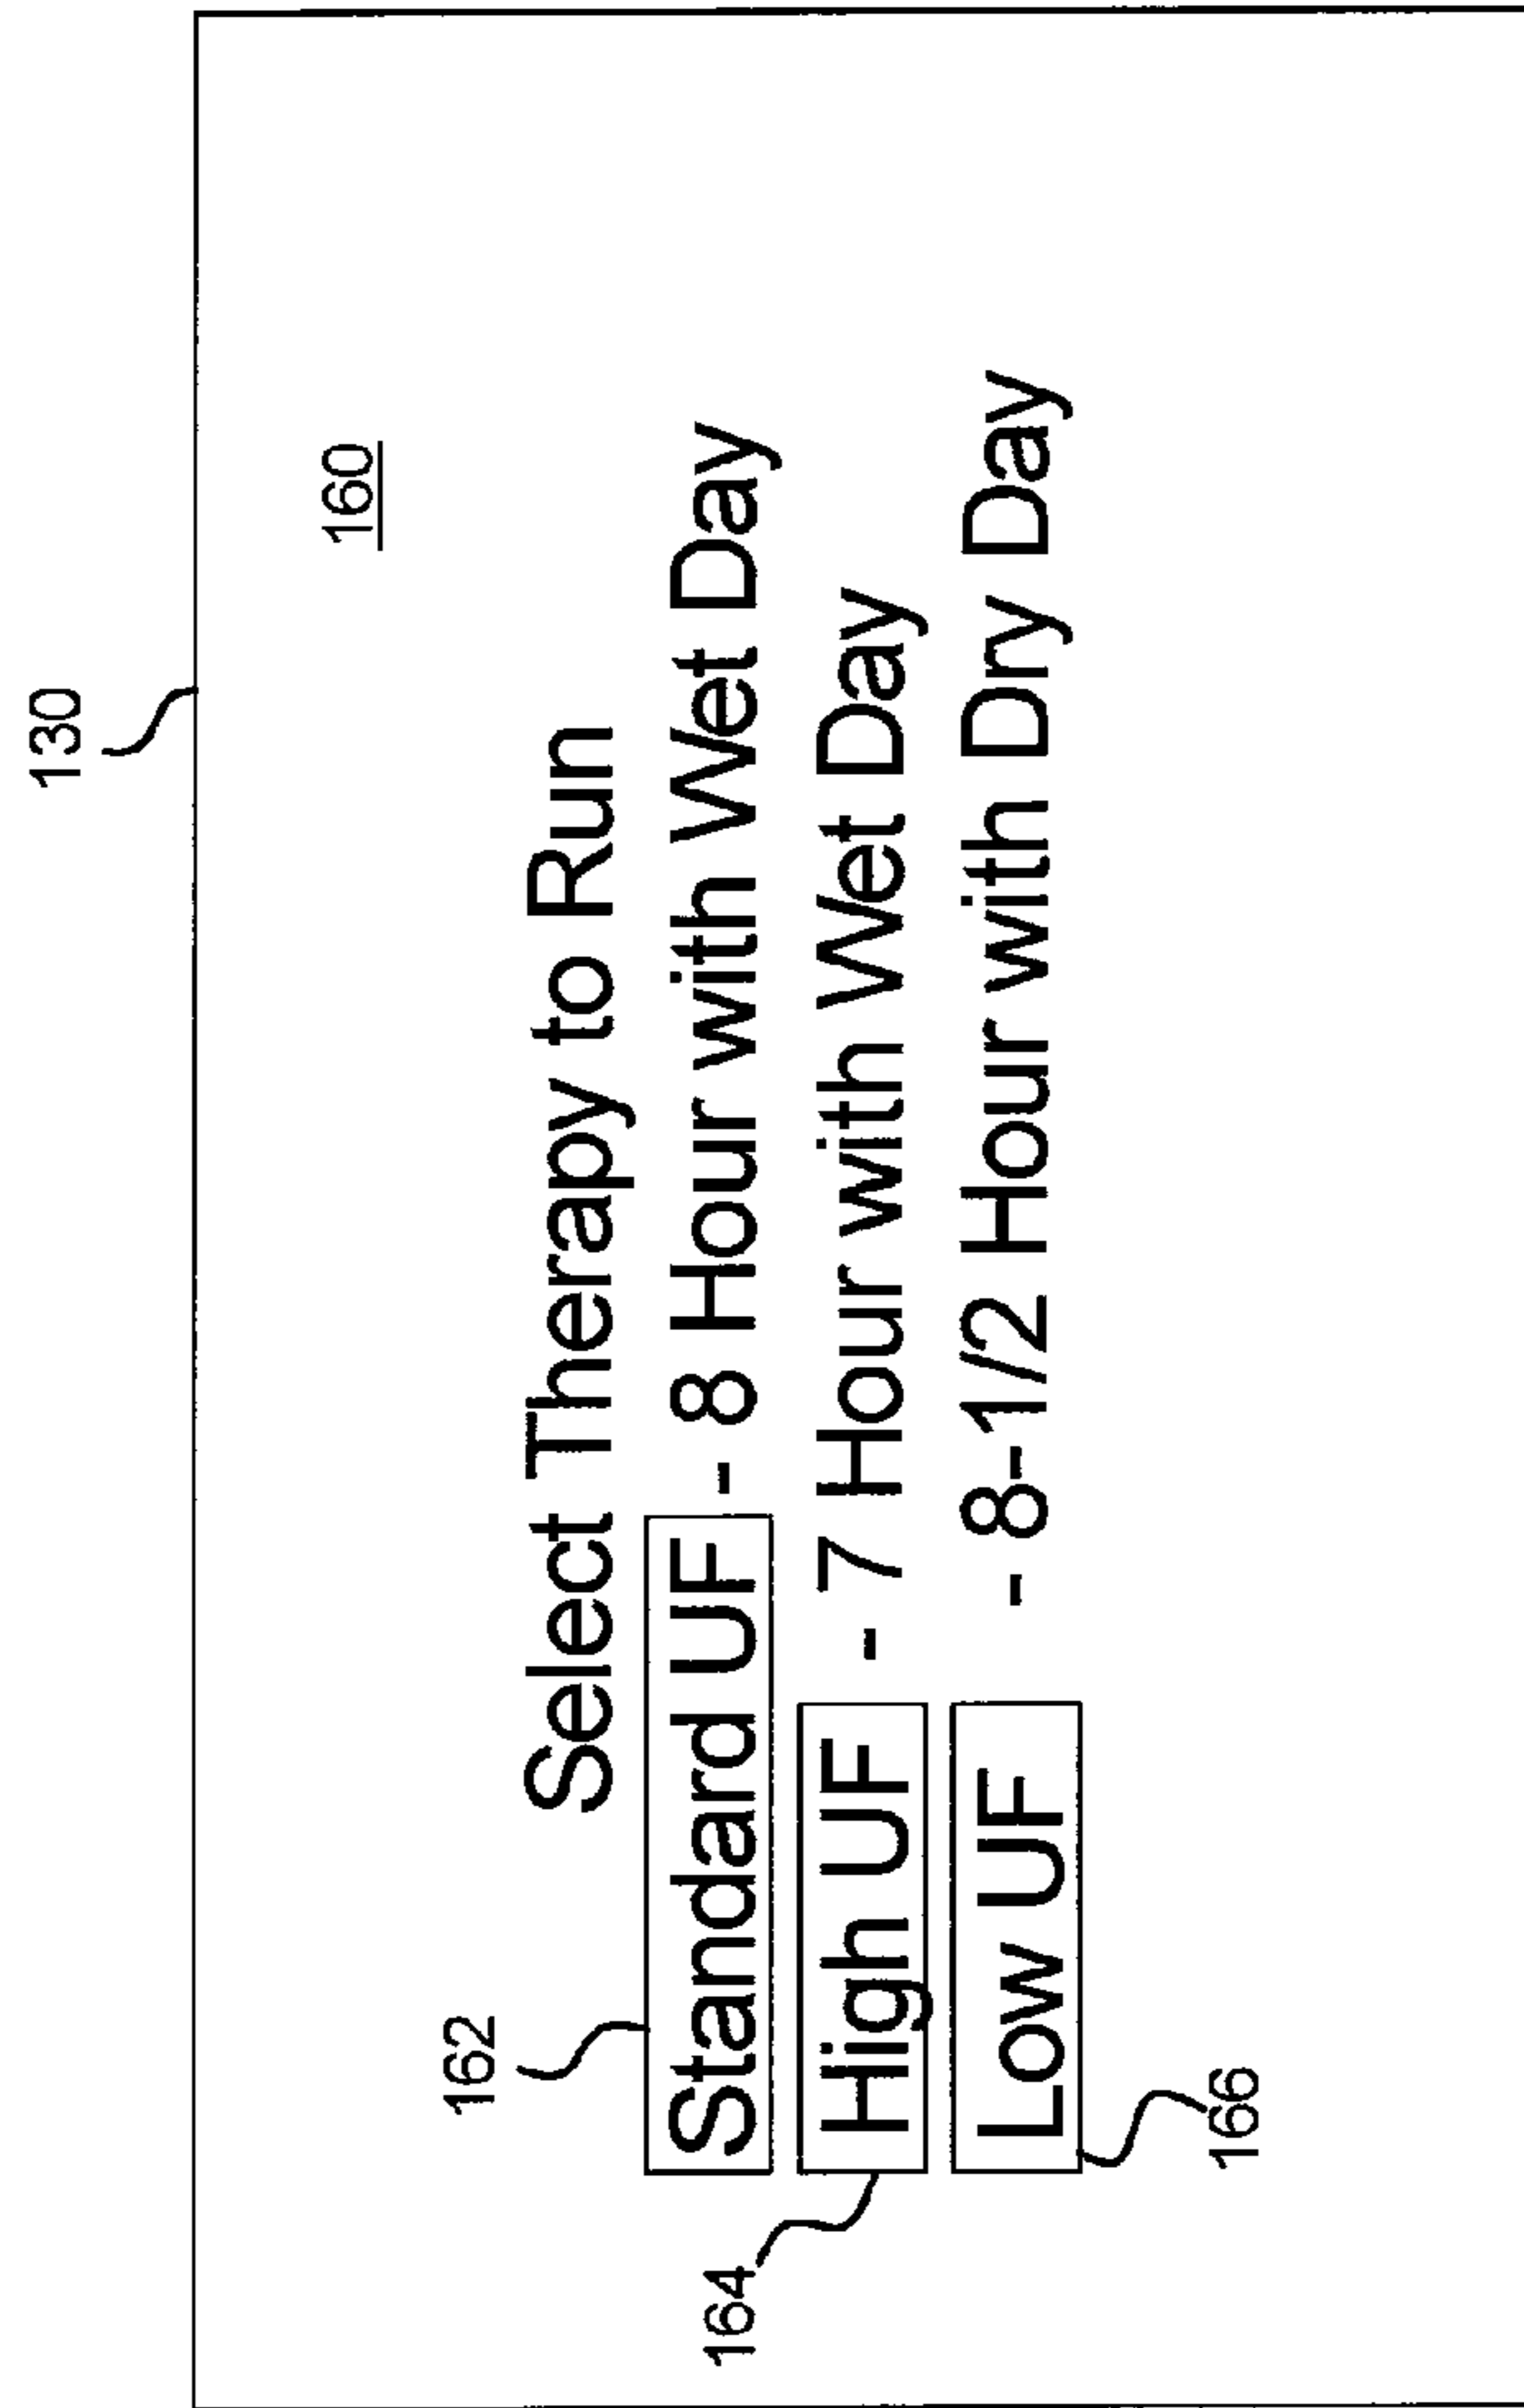 130
160
Select Therapy to Run
162
Standard UF - 8 Hour with Wet Day
164
High UF - 7 Hour with Wet Day
Low UF - 8-1/2 Hour with Dry Day
166